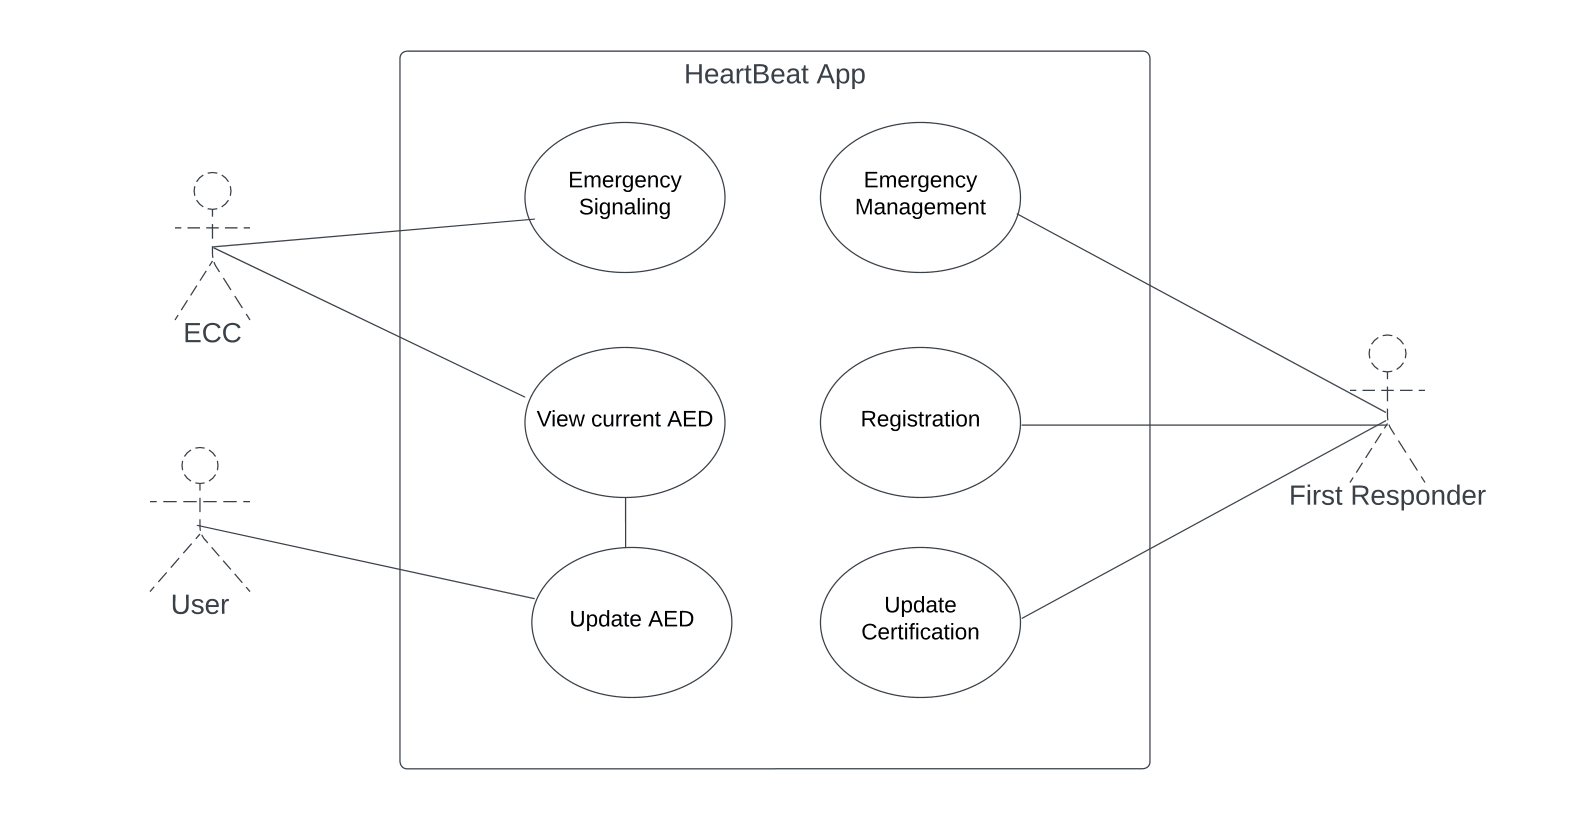 HeartBeat App
Emergency
Signaling
Emergency
Management
ECC
View current AED
Registration
First Responder
User
Update AED
Update
Certification